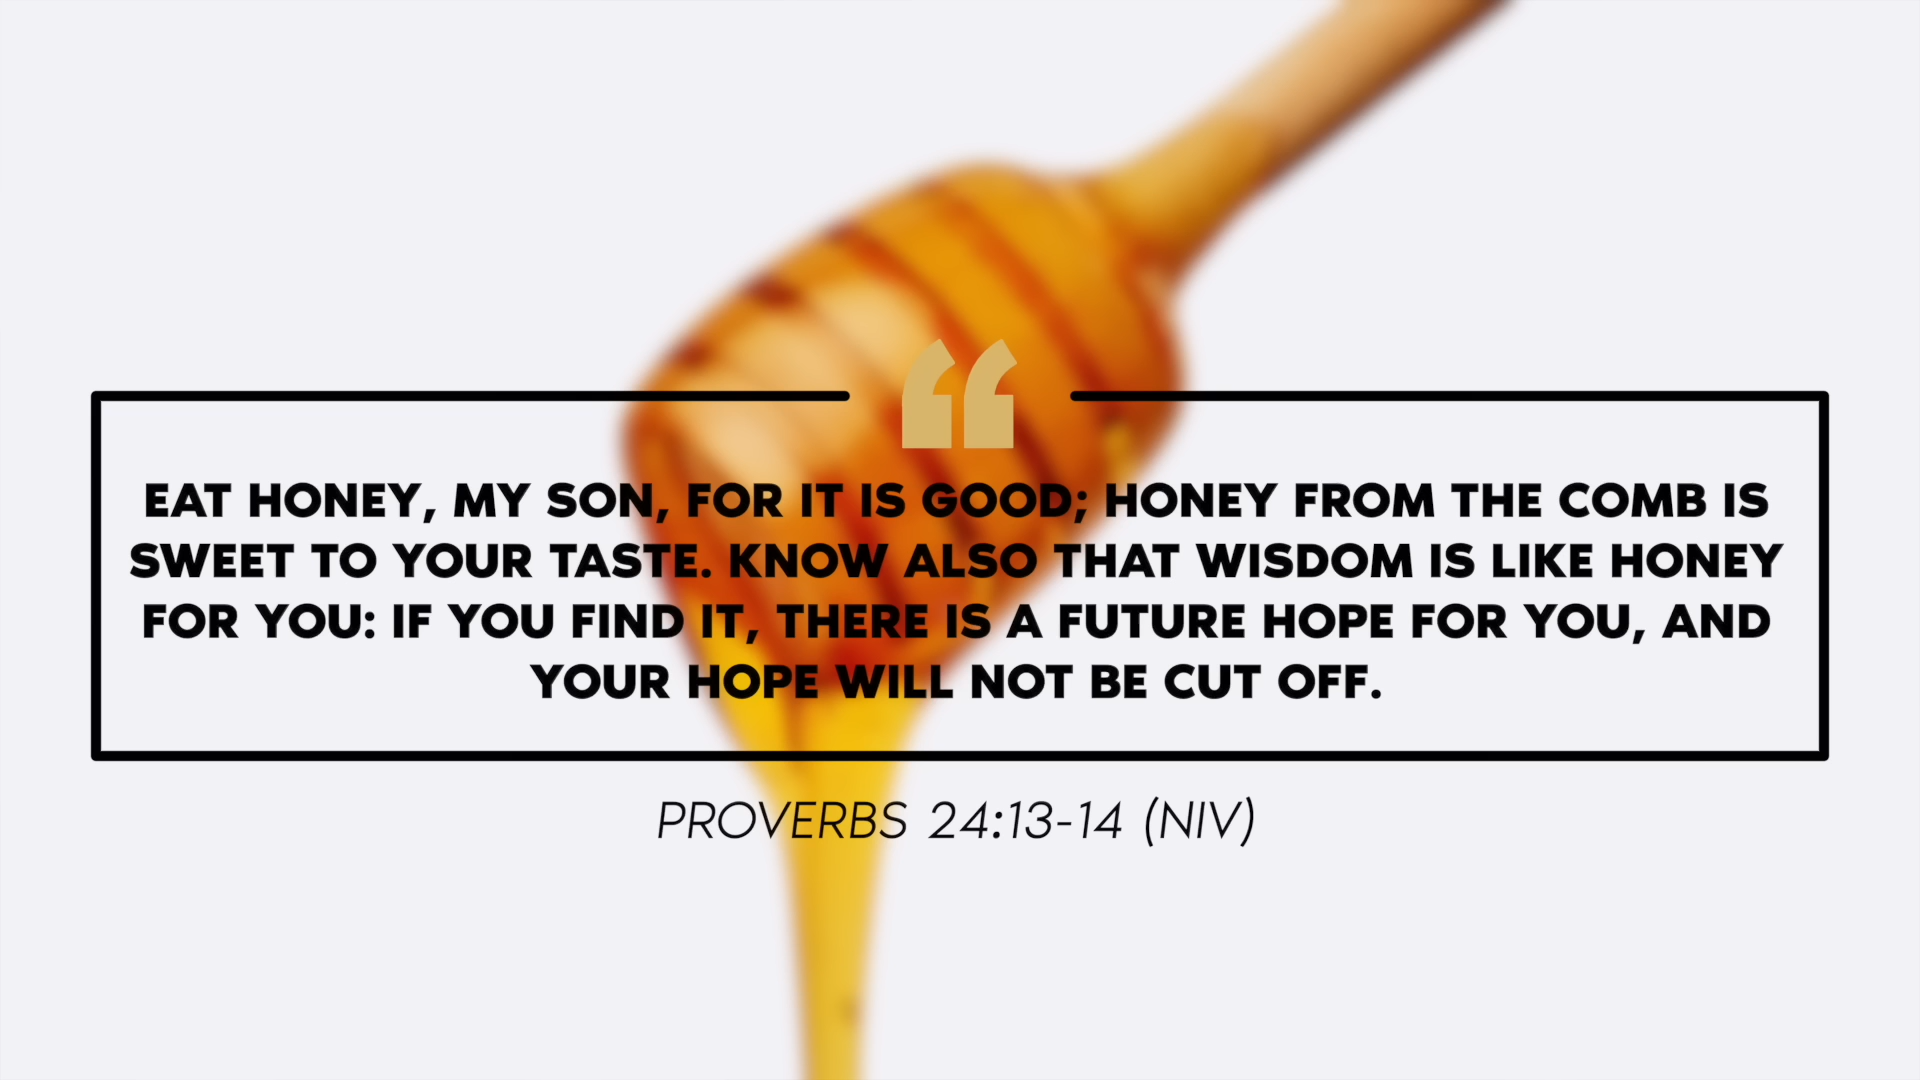 “
EAT HONEY, MY SON, FOR IT IS GOOD; HONEY FROM THE COMB IS
SWEET TO YOUR TASTE. KNOW ALSO THAT WISDOM IS LIKE HONEY
FOR YOU: IF YOU FIND IT, THERE IS A FUTURE HOPE FOR YOU, AND
YOUR HOPE WILL NOT BE CUT OFF.
PROVERBS 24:13-14 (NIV)